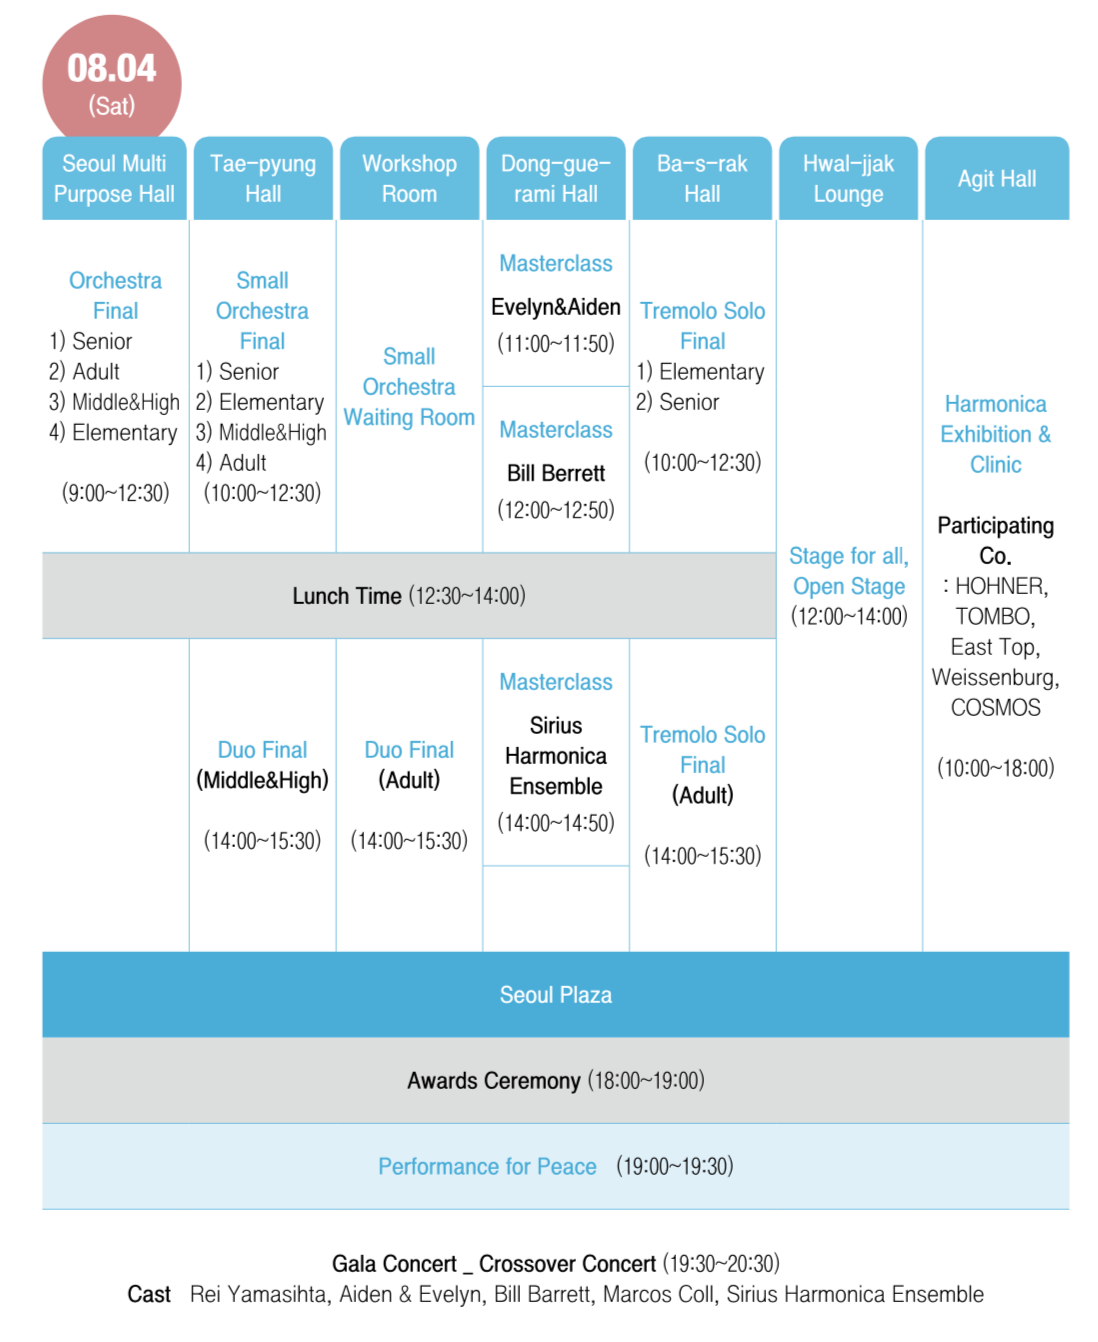 08.04
(Sat)
Seoul Multi
Purpose Hall
Tae-pyung
Hall
Workshop
Room
Dong-gue-
rami Hall
Ba-s-rak
Hall
Hwal-jjak
Lounge
Agit Hall
Orchestra
Final
1) Senior
2) Adult
3) Middle&High
4) Elementary
(9:00~12:30)
Small
Orchestra
Final
1) Senior
2) Elementary
3) Middle&High
4) Adult
(10:00~12:30)
Small
Orchestra
Waiting Room
Masterclass
Evelyn&Aiden
(11:00~11:50)
Masterclass
Bill Berrett
(12:00~12:50)
Tremolo Solo
Final
1) Elementary
2) Senior
(10:00~12:30)
Lunch Time (12:30~14:00)
Duo Final
(Middle&High)
(14:00~15:30)
Duo Final
(Adult)
(14:00~15:30)
Masterclass
Sirius
Harmonica
Ensemble
(14:00~14:50)
Tremolo Solo
Final
(Adult)
(14:00~15:30)
Stage for all,
Open Stage
(12:00~14:00)
Harmonica
Exhibition &
Clinic
Participating
Co.
: HOHNER,
TOMBO,
East Top,
Weissenburg,
COSMOS
(10:00~18:00)
Seoul Plaza
Awards Ceremony (18:00~19:00)
Performance for Peace (19:00~19:30)
Gala Concert _ Crossover Concert (19:30~20:30)
Cast Rei Yamasihta, Aiden & Evelyn, Bill Barrett, Marcos Coll, Sirius Harmonica Ensemble